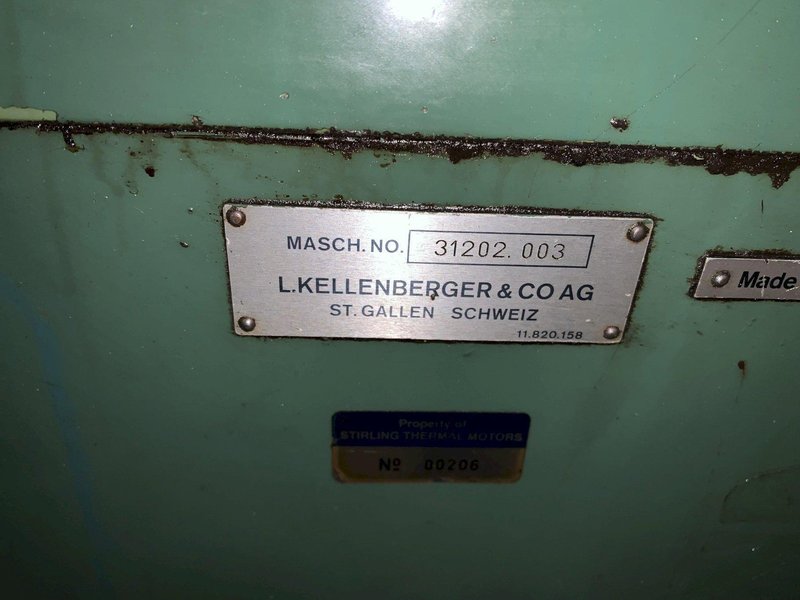 MASCH. NO. 31202. 003
L.KELLENBERGER & CO AG
ST. GALLEN SCHWEIZ
11.820.158
Made
Property of
STIRLING THERMAL MOTORS
Nº 00206